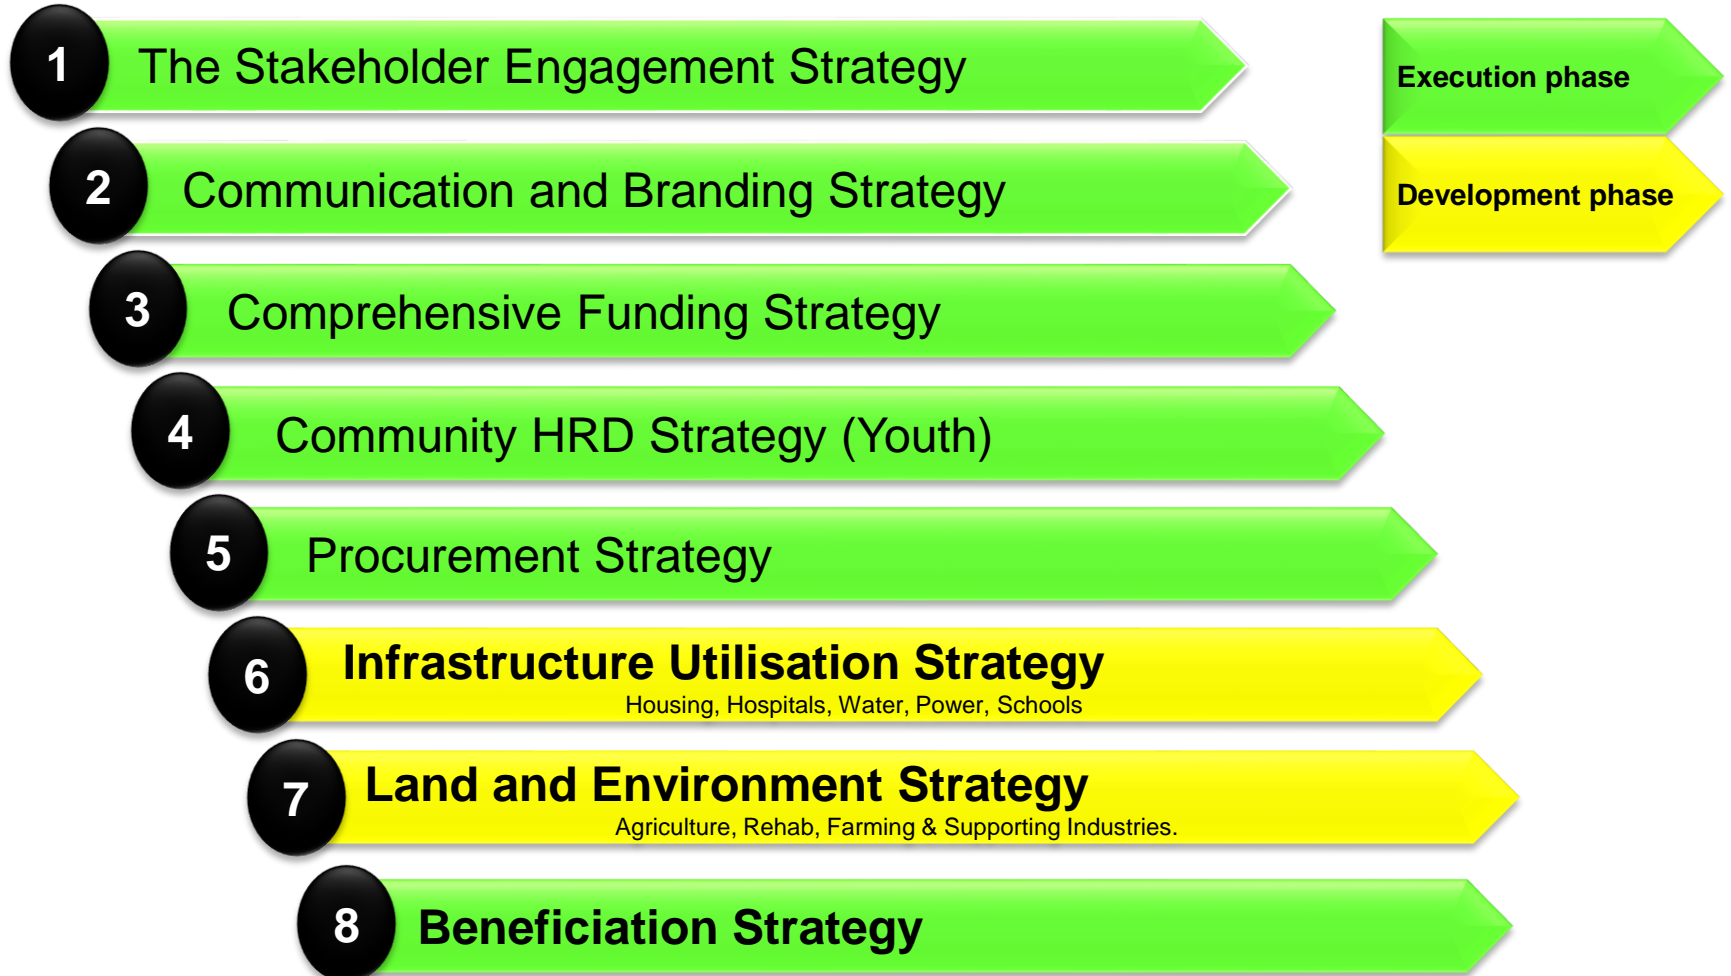 1
The Stakeholder Engagement Strategy
Execution phase
2
Communication and Branding Strategy
Development phase
3
Comprehensive Funding Strategy
4
Community HRD Strategy (Youth)
5
Procurement Strategy
6
Infrastructure Utilisation Strategy
Housing, Hospitals, Water, Power, Schools
7
Land and Environment Strategy
Agriculture, Rehab, Farming & Supporting Industries.
8
Beneficiation Strategy